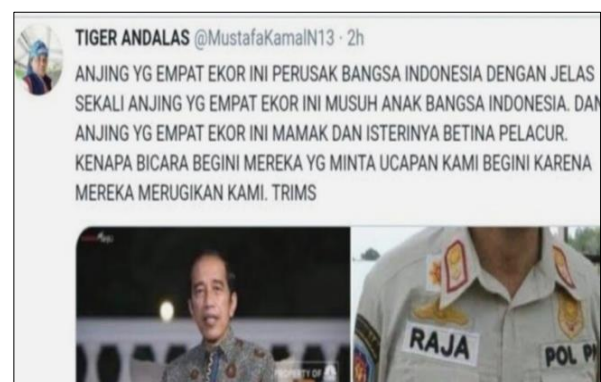 TIGER ANDALAS @MustafaKamalN13 · 2h
ANJING YG EMPAT EKOR INI PERUSAK BANGSA INDONESIA DENGAN JELAS
SEKALI ANJING YG EMPAT EKOR INI MUSUH ANAK BANGSA INDONESIA. DAN
ANJING YG EMPAT EKOR INI MAMAK DAN ISTERINYA BETINA PELACUR.
KENAPA BICARA BEGINI MEREKA YG MINTA UCAPAN KAMI BEGINI KARENA
MEREKA MERUGIKAN KAMI. TRIMS
RAJA
POL P
PROPERTY OF